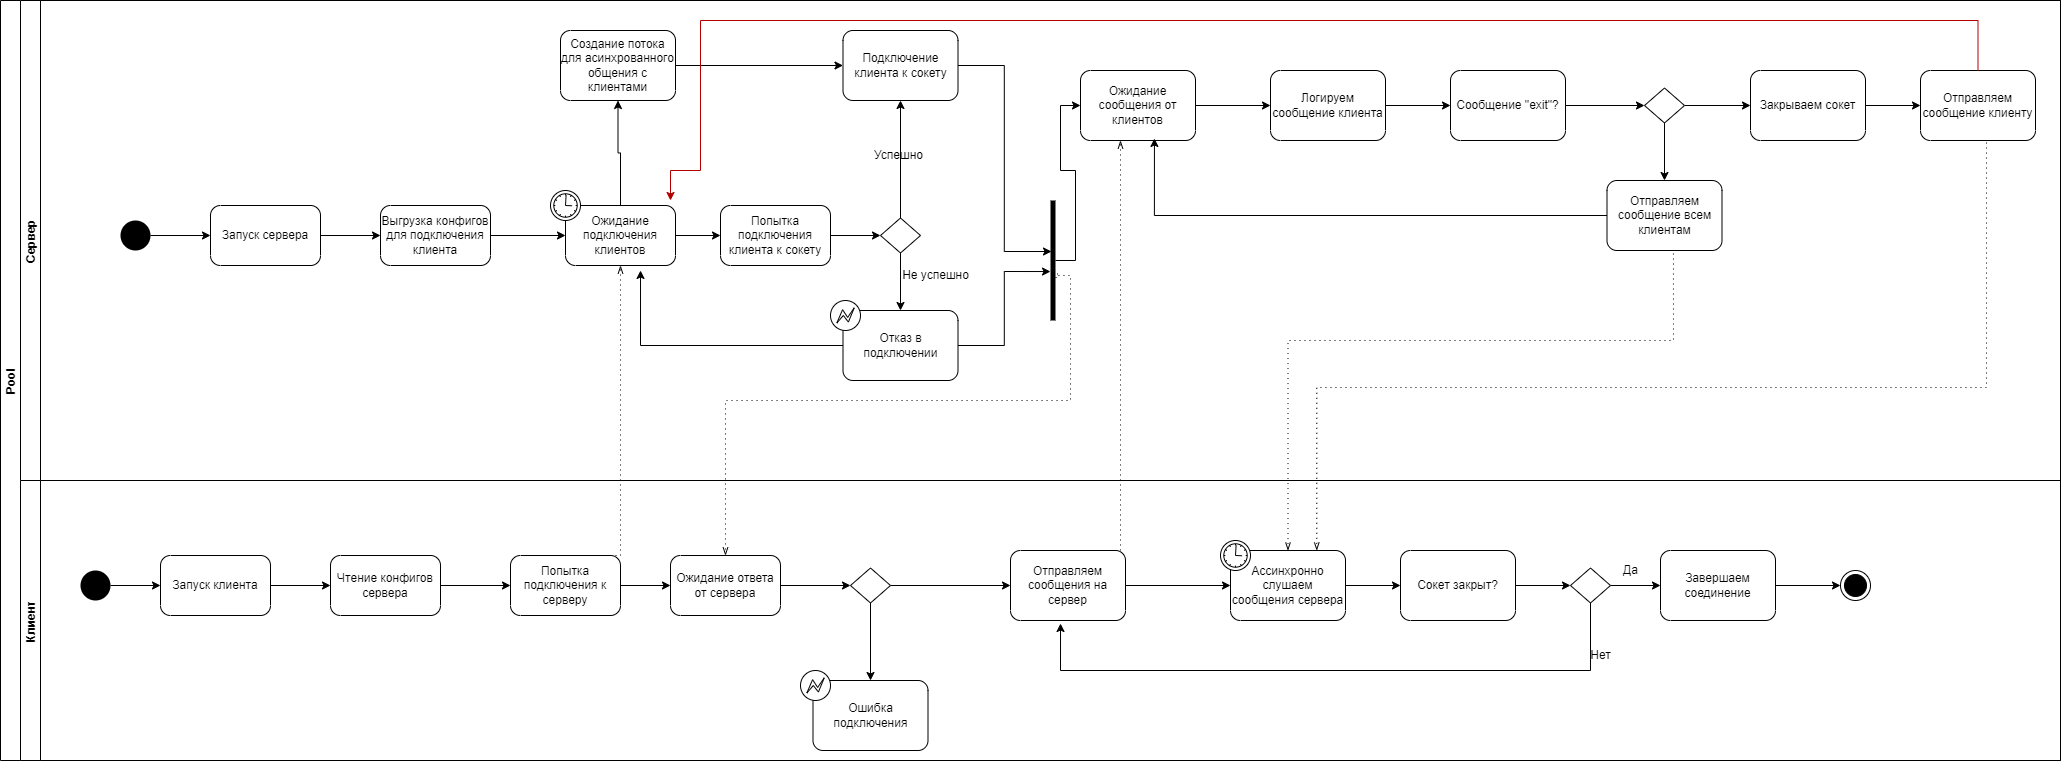 Pool
Сервер
Запуск сервера
Выгрузка конфигов
для подключения
клиента
Ожидание
подключения
клиентов
Создание потока
для асинхрованного
общения с
клиентами
Попытка
подключения
клиента к сокету
Успешно
Не успешно
Подключение
клиента к сокету
Отказ в
подключении
Ожидание
сообщения от
клиентов
Логируем
сообщение клиента
Сообщение "exit"?
Закрываем сокет
Отправляем
сообщение клиенту
Отправляем
сообщение всем
клиентам
Клиент
Запуск клиента
Чтение конфигов
сервера
Попытка
подключения к
серверу
Ожидание ответа
от сервера
Ошибка
подключения
Отправляем
сообщения на
сервер
Ассинхронно
слушаем
сообщения сервера
Сокет закрыт?
Да
Нет
Завершаем
соединение